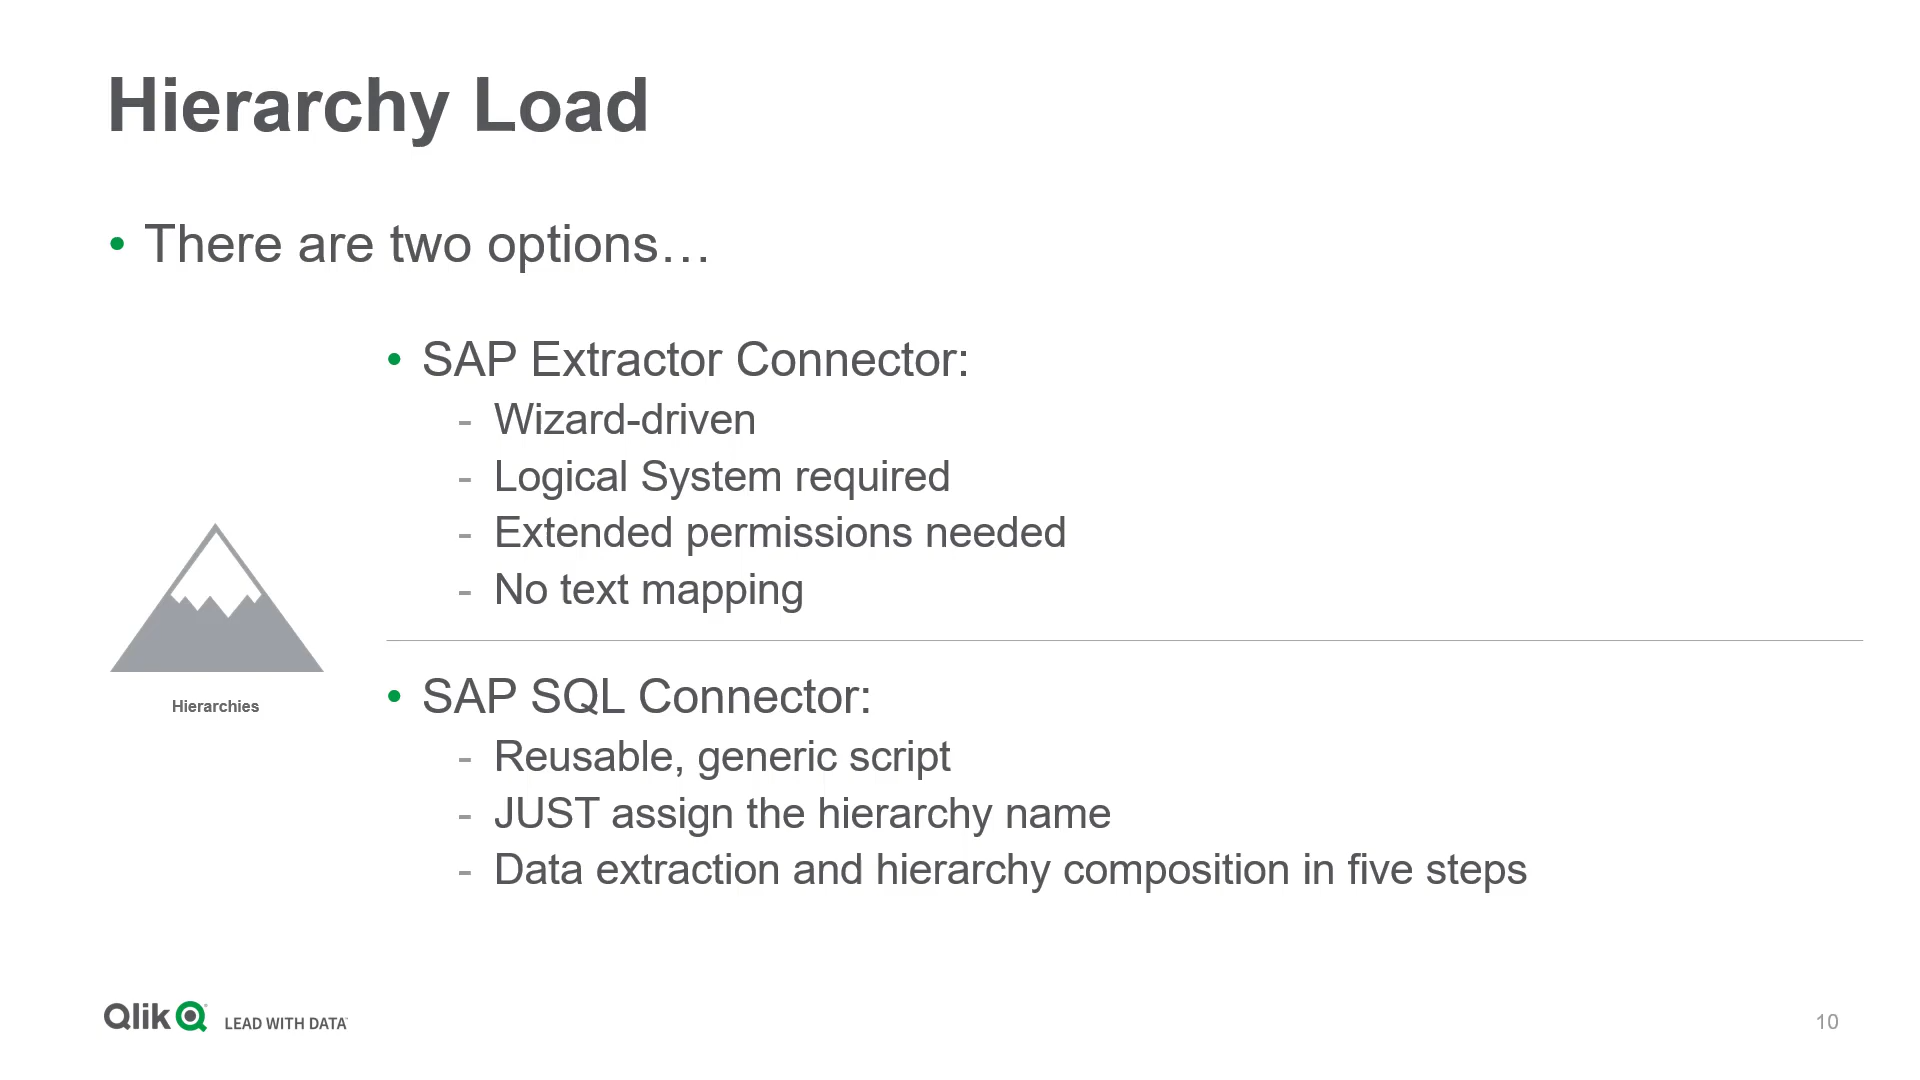 Hierarchy Load
• There are two options…
• SAP Extractor Connector:
- Wizard-driven
- Logical System required
- Extended permissions needed
- No text mapping
Hierarchies
• SAP SQL Connector:
- Reusable, generic script
- JUST assign the hierarchy name
- Data extraction and hierarchy composition in five steps
Qlik LEAD WITH DATA
10